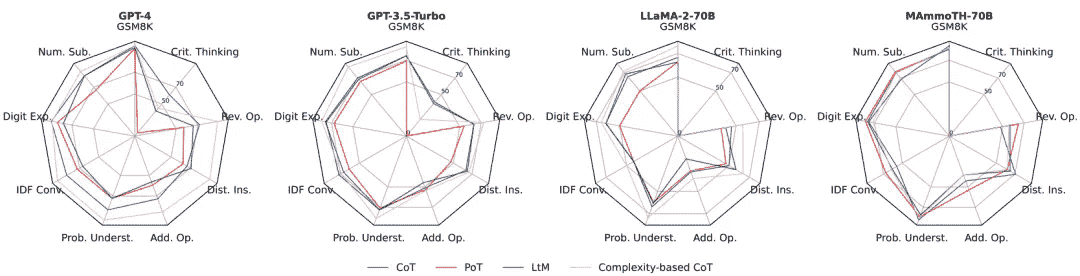 GPT-4
GSM8K
Num. Sub.
Crit. Thinking
70
50
Digit Exp.
Rev. Op.
IDF Conv.
Dist. Ins.
Prob. Underst.
Add. Op.
GPT-3.5-Turbo
GSM8K
Num. Sub.
Crit. Thinking
70
50
0
Digit Exp.
Rev. Op.
IDF Conv.
Dist. Ins.
Prob. Underst.
Add. Op.
LLaMA-2-70B
GSM8K
Num. Sub.
Crit. Thinking
70
50
0
Digit Exp.
Rev. Op.
IDF Conv.
Dist. Ins.
Prob. Underst.
Add. Op.
MAmmoTH-70B
GSM8K
Num. Sub.
Crit. Thinking
70
50
0
Digit Exp.
Rev. Op.
IDF Conv.
Dist. Ins.
Prob. Underst.
Add. Op.
CoT
PoT
LtM
Complexity-based CoT